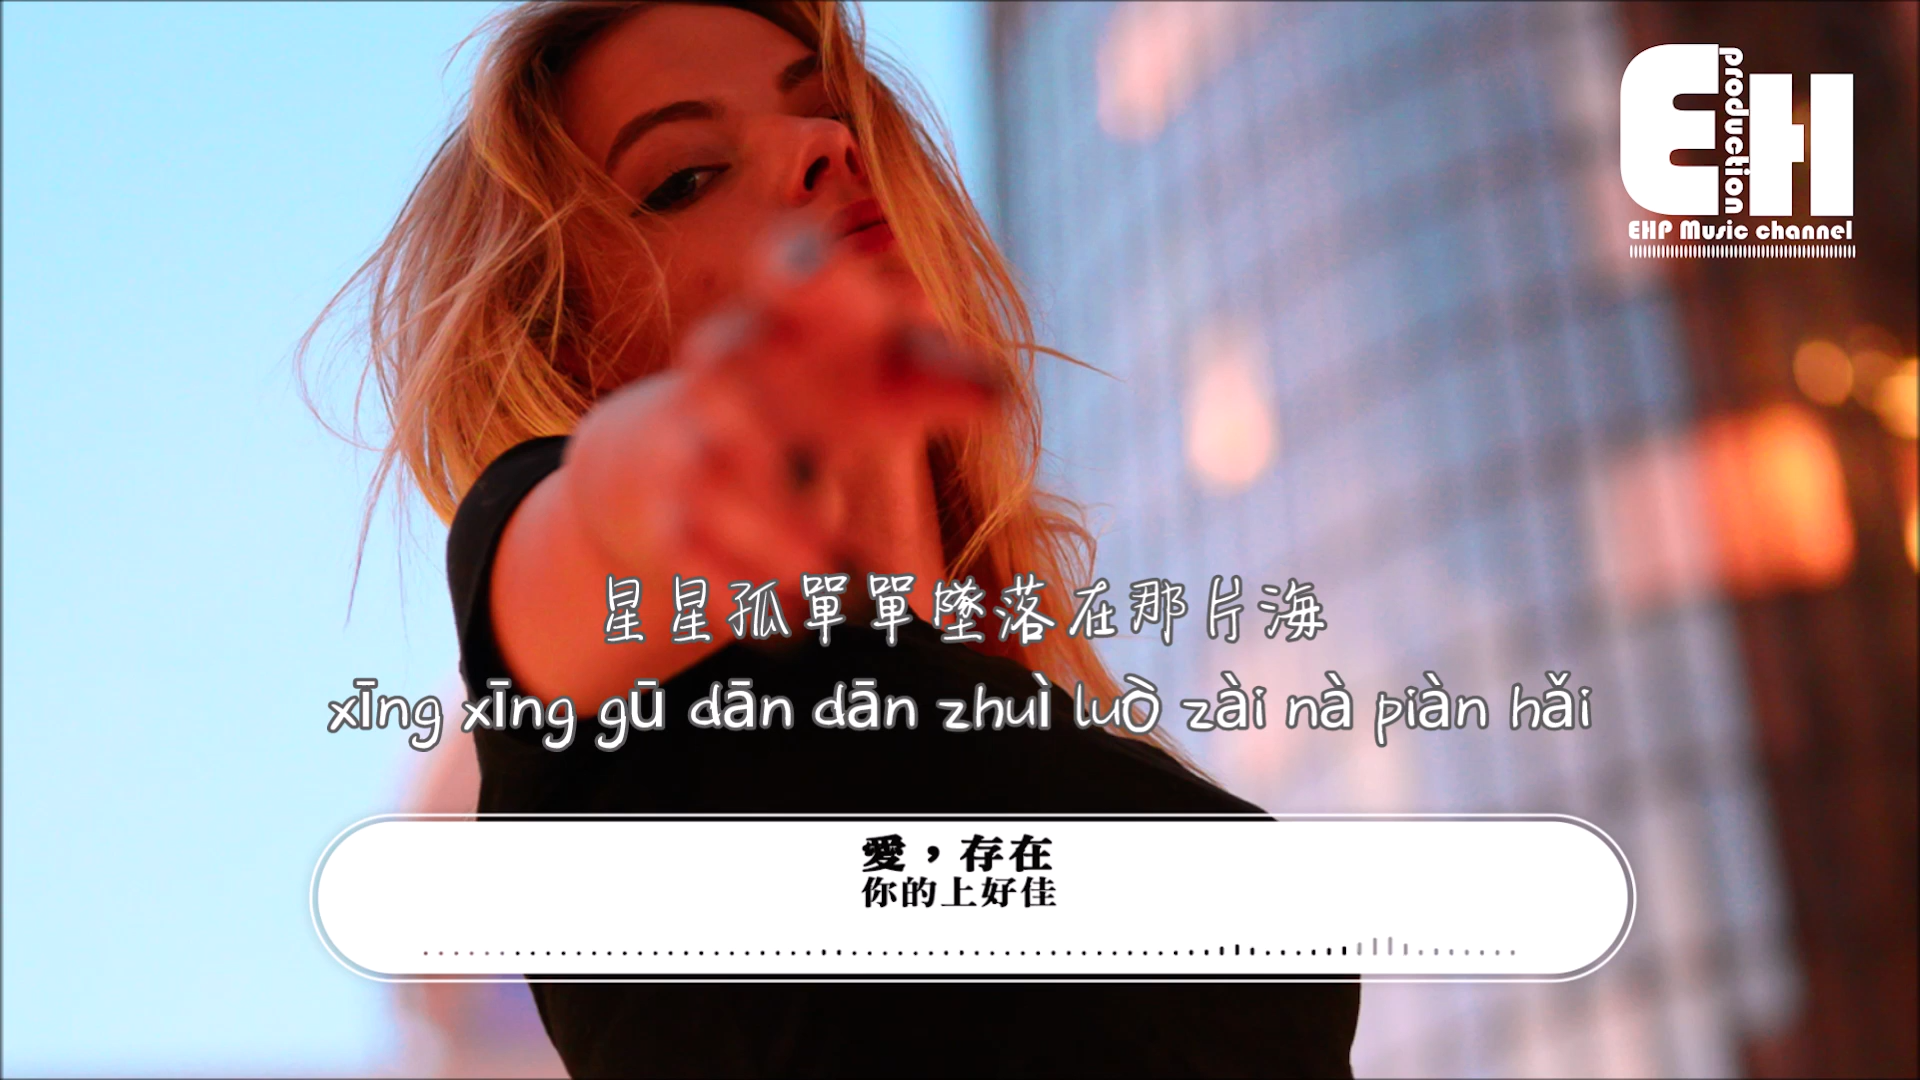 EH
production
EHP Music channel
星星孤單單墜落在那片海
xīng xīng gū dān dān zhuì luò zài nà piàn hǎi
愛，存在
你的上好佳